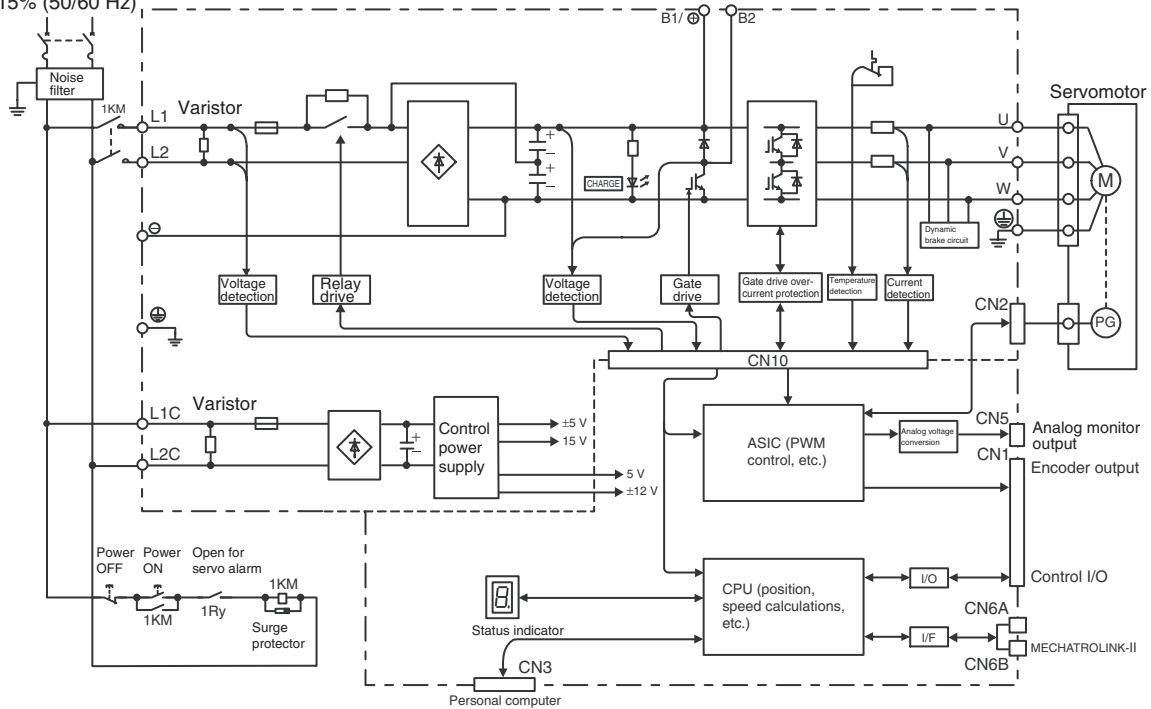 15% (50/60 Hz)
B1/ ⊕
B2
Noise
filter
1KM
Varistor
Servomotor
L1
U
L2
V
W
CHARGE
M
⊖
Dynamic
brake circuit
Voltage
detection
Relay
drive
Voltage
detection
Gate
drive
Gate drive over-
current protection
Temperature
detection
Current
detection
CN2
PG
CN10
L1C
Varistor
±5 V
15 V
Control
power
supply
L2C
5 V
±12 V
ASIC (PWM
control, etc.)
Analog voltage
conversion
CN5
Analog monitor
output
CN1
Encoder output
Power
OFF
Power
ON
Open for
servo alarm
1KM
1KM
1Ry
Surge
protector
8.
Status indicator
CPU (position,
speed calculations,
etc.)
I/O
Control I/O
CN6A
I/F
MECHATROLINK-II
CN6B
CN3
Personal computer